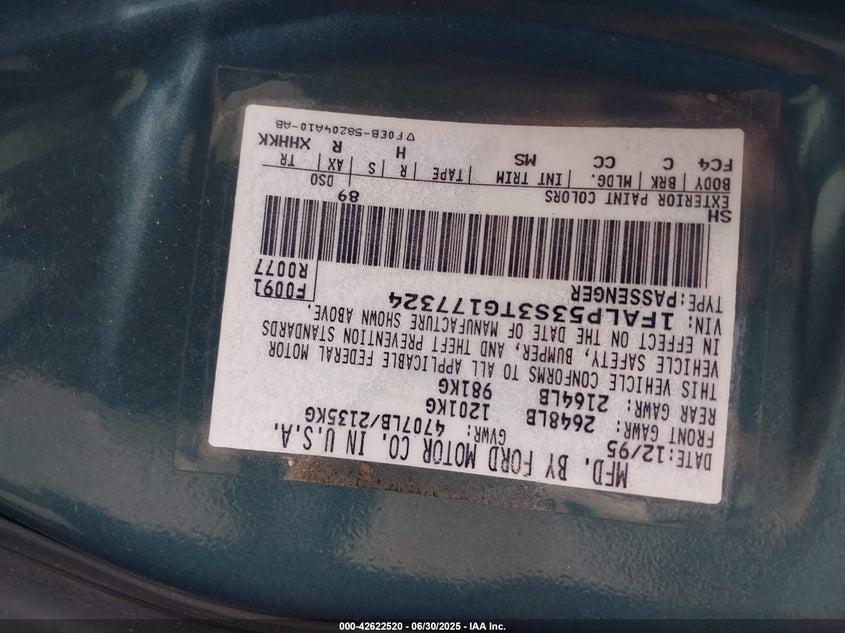 MFD. BY FORD MOTOR CO. IN U.S.A.
DATE: 12/95 GVWR: 4707LB/2135KG
FRONT GAWR: 2648LB 1201KG
REAR GAWR: 2164LB 981KG
THIS VEHICLE CONFORMS TO ALL APPLICABLE FEDERAL MOTOR
VEHICLE SAFETY, BUMPER, AND THEFT PREVENTION STANDARDS
IN EFFECT ON THE DATE OF MANUFACTURE SHOWN ABOVE.
VIN: 1FALP53S3TG177324
TYPE: PASSENGER
F0091
R0077
SH 89
EXTERIOR PAINT COLORS DSO
BODY | BRK | MLDG. | INT TRIM | TAPE | R | S | AX | TR
FC4 C CC MS H R XHHKK
▽F0EB-58204A10-AB
000-42622520 - 06/30/2025 - IAA Inc.